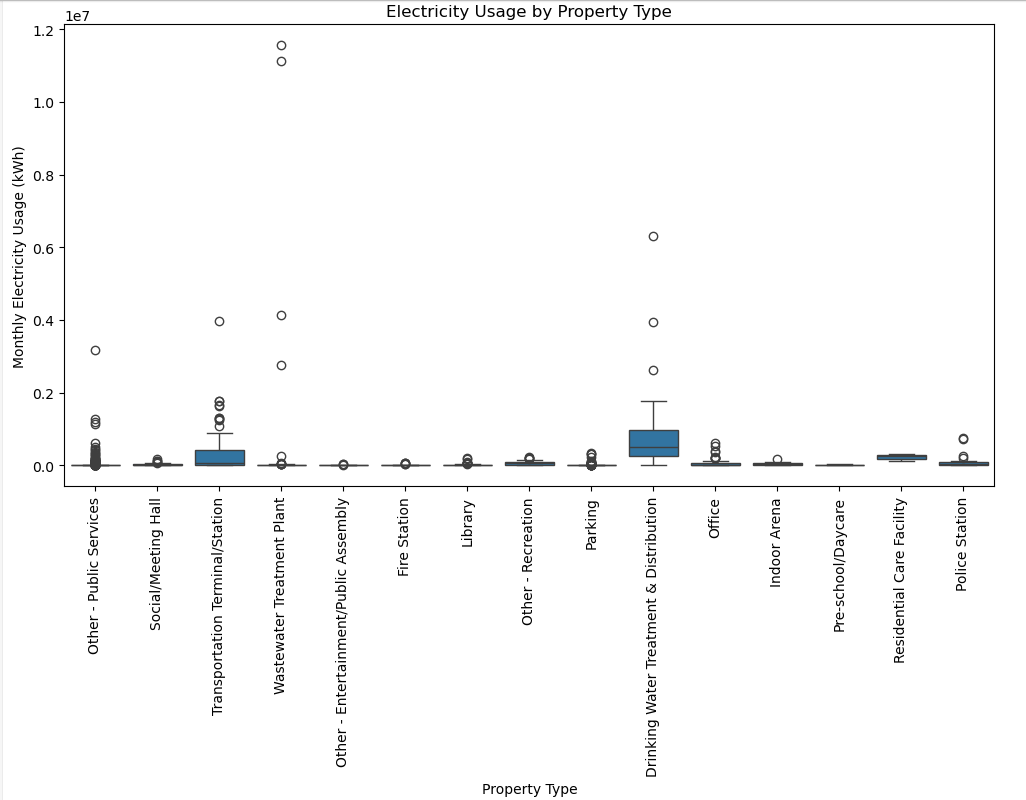 Electricity Usage by Property Type
1e7
1.2
1.0
0.8
0.6
0.4
0.2
0.0
Monthly Electricity Usage (kWh)
Other - Public Services
Social/Meeting Hall
Transportation Terminal/Station
Wastewater Treatment Plant
Other - Entertainment/Public Assembly
Fire Station
Library
Other - Recreation
Parking
Drinking Water Treatment & Distribution
Office
Indoor Arena
Pre-school/Daycare
Residential Care Facility
Police Station
Property Type